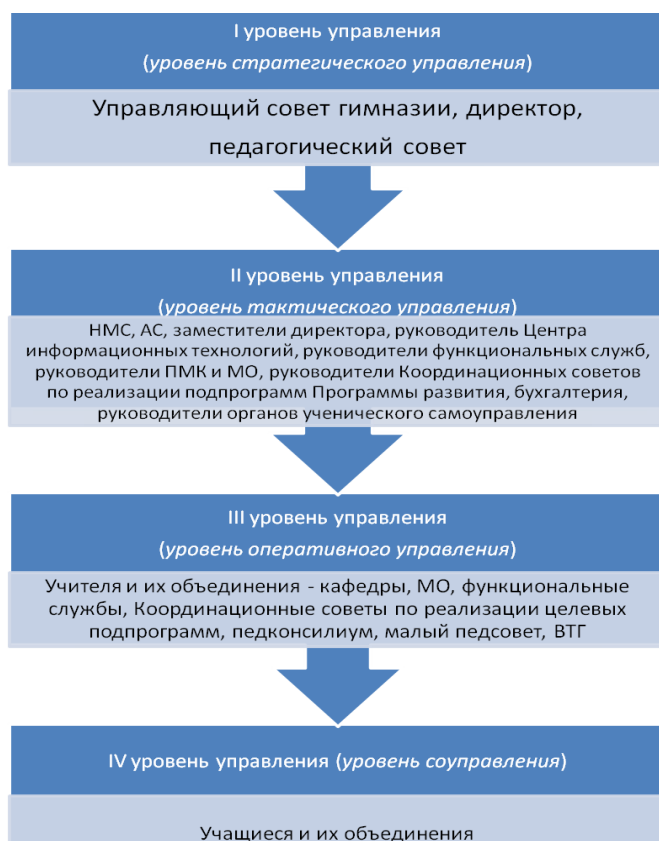 I уровень управления
(уровень стратегического управления)
Управляющий совет гимназии, директор,
педагогический совет
II уровень управления
(уровень тактического управления)
НМС, АС, заместители директора, руководитель Центра
информационных технологий, руководители функциональных служб,
руководители ПМК и МО, руководители Координационных советов
по реализации подпрограмм Программы развития, бухгалтерия,
руководители органов ученического самоуправления
III уровень управления
(уровень оперативного управления)
Учителя и их объединения - кафедры, МО, функциональные
службы, Координационные советы по реализации целевых
подпрограмм, педконсилиум, малый педсовет, ВТГ
IV уровень управления (уровень соуправления)
Учащиеся и их объединения